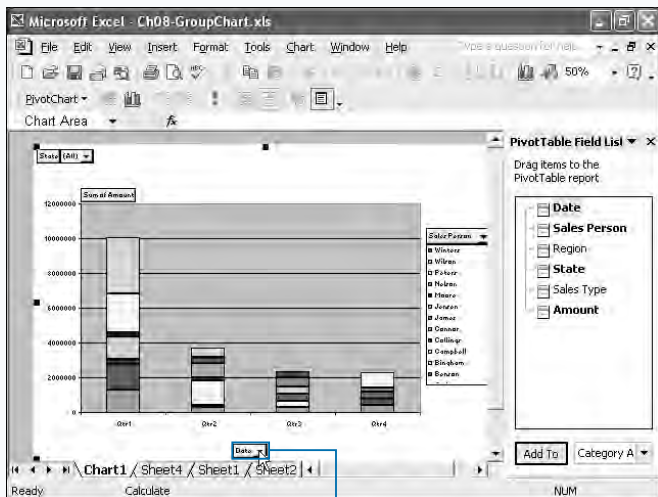 Microsoft Excel - Ch08-GroupChart.xls
File Edit View Insert Format Tools Chart Window Help Type a question for help
50%
PivotChart
Chart Area fx
PivotTable Field List
Drag items to the
PivotTable report
Date
Sales Person
Region
State
Sales Type
Amount
Add To Category A
State (All)
Sum of Amount
12000000
10000000
8000000
6000000
4000000
2000000
0
Qtr1 Qtr2 Qtr3 Qtr4
Date
Sales Person
Winters
Wilson
Peters
Nelson
Moore
Jensen
James
Connor
Collings
Campbell
Bingham
Benson
Chart1 Sheet4 Sheet1 Sheet2
Ready Calculate NUM